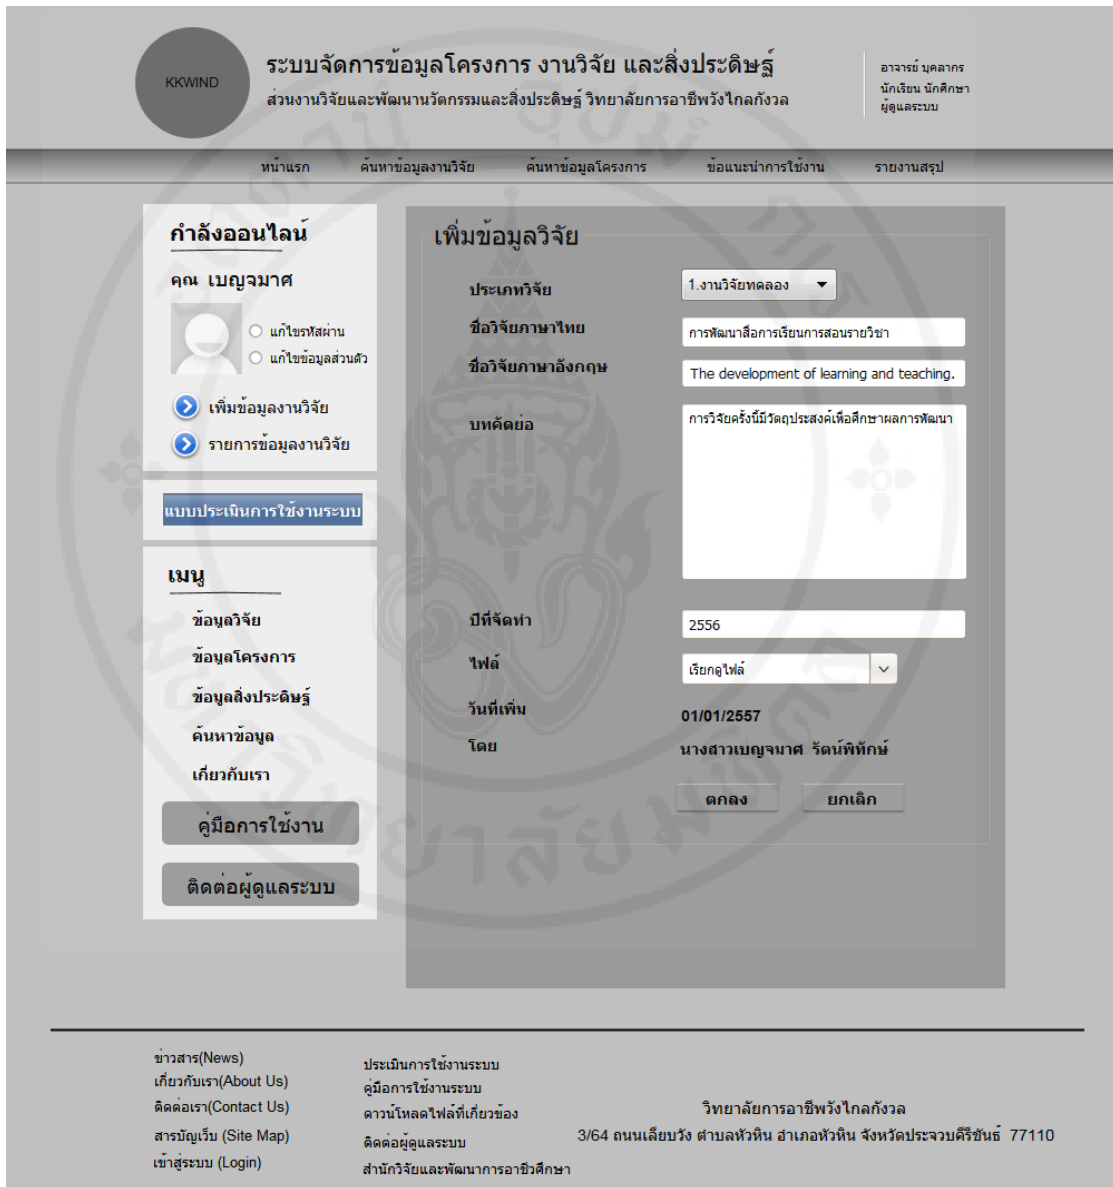 KKWIND
ระบบจัดการข้อมูลโครงการ งานวิจัย และสิ่งประดิษฐ์
ส่วนงานวิจัยและพัฒนานวัตกรรมและสิ่งประดิษฐ์ วิทยาลัยการอาชีพวังไกลกังวล
อาจารย์ บุคลากร
นักเรียน นักศึกษา
ผู้ดูแลระบบ
หน้าแรก ค้นหาข้อมูลงานวิจัย ค้นหาข้อมูลโครงการ ข้อแนะนำการใช้งาน รายงานสรุป
กำลังออนไลน์
คุณ เบญจมาศ
แก้ไขรหัสผ่าน
แก้ไขข้อมูลส่วนตัว
เพิ่มข้อมูลงานวิจัย
รายการข้อมูลงานวิจัย
แบบประเมินการใช้งานระบบ
เมนู
ข้อมูลวิจัย
ข้อมูลโครงการ
ข้อมูลสิ่งประดิษฐ์
ค้นหาข้อมูล
เกี่ยวกับเรา
คู่มือการใช้งาน
ติดต่อผู้ดูแลระบบ
เพิ่มข้อมูลวิจัย
ประเภทวิจัย 1.งานวิจัยทดลอง
ชื่อวิจัยภาษาไทย การพัฒนาสื่อการเรียนการสอนรายวิชา
ชื่อวิจัยภาษาอังกฤษ The development of learning and teaching.
บทคัดย่อ การวิจัยครั้งนี้มีวัตถุประสงค์เพื่อศึกษาผลการพัฒนา
ปีที่จัดทำ 2556
ไฟล์ เรียกดูไฟล์
วันที่เพิ่ม 01/01/2557
โดย นางสาวเบญจมาศ รัตน์พิทักษ์
ตกลง ยกเลิก
ข่าวสาร(News)
เกี่ยวกับเรา(About Us)
ติดต่อเรา(Contact Us)
สารบัญเว็บ (Site Map)
เข้าสู่ระบบ (Login)
ประเมินการใช้งานระบบ
คู่มือการใช้งานระบบ
ดาวน์โหลดไฟล์ที่เกี่ยวข้อง
ติดต่อผู้ดูแลระบบ
สำนักวิจัยและพัฒนาการอาชีวศึกษา
วิทยาลัยการอาชีพวังไกลกังวล
3/64 ถนนเลียบวัง ตำบลหัวหิน อำเภอหัวหิน จังหวัดประจวบคีรีขันธ์ 77110